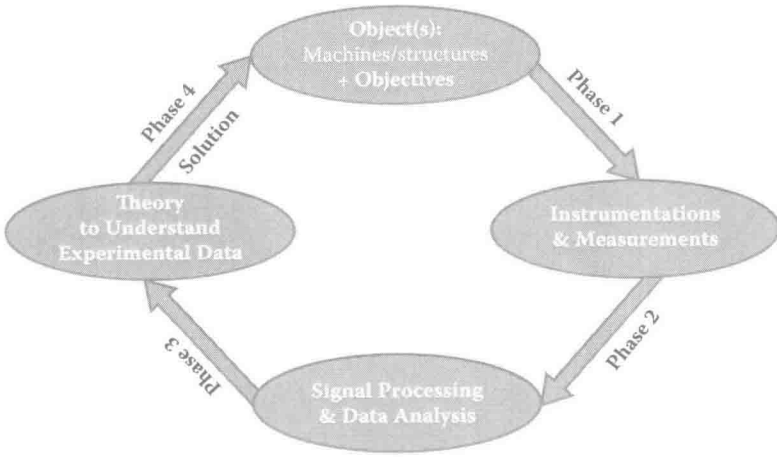 Object(s):
Machines/structures
+ Objectives
Phase 1
Instrumentations
& Measurements
Phase 2
Signal Processing
& Data Analysis
Phase 3
Theory
to Understand
Experimental Data
Phase 4
Solution